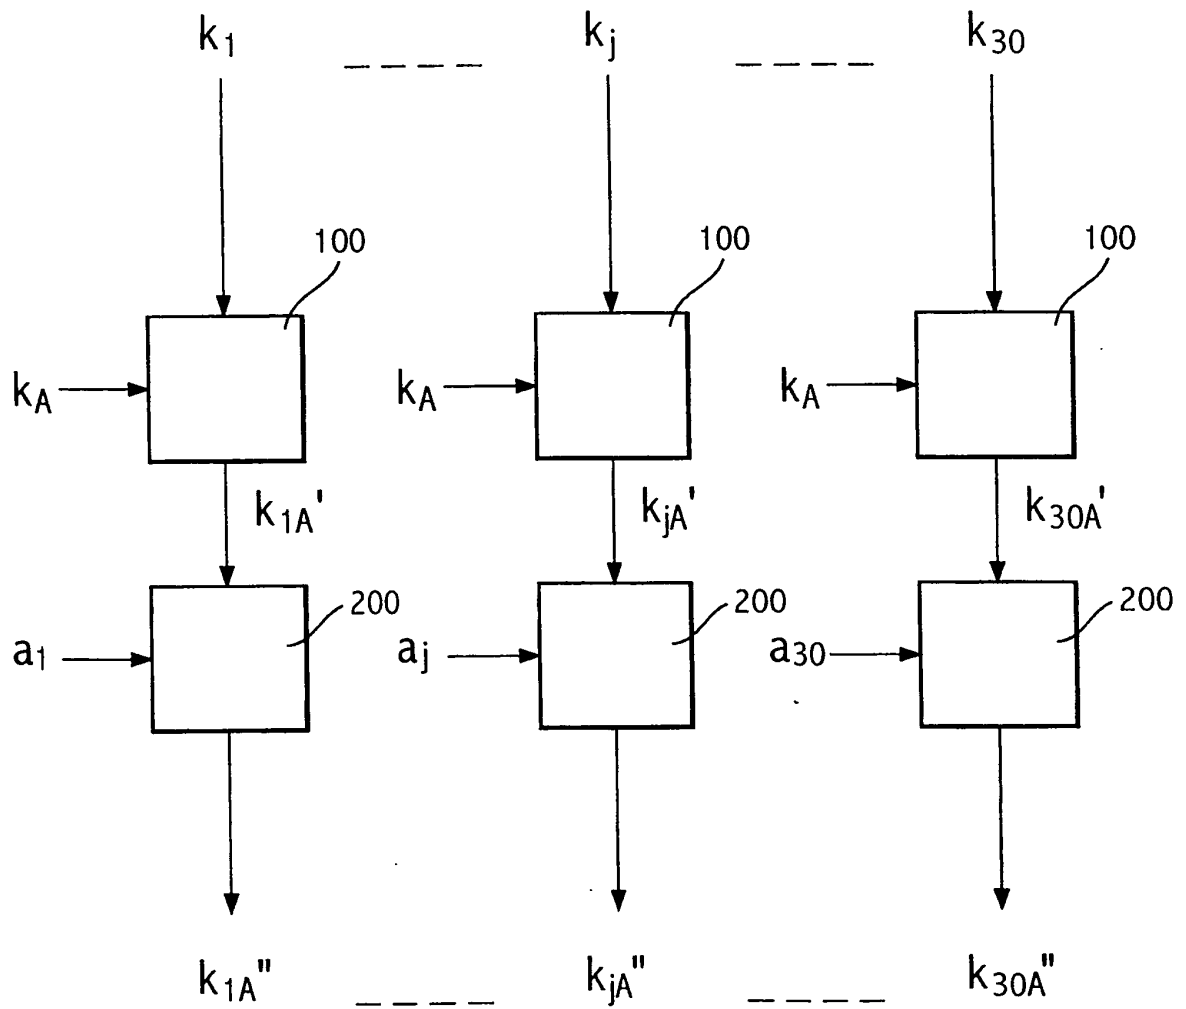 k1 ---- kj ---- k30
100 100 100
kA kA kA
k1A' kjA' k30A'
200 200 200
a1 aj a30
k1A" ---- kjA" ---- k30A"